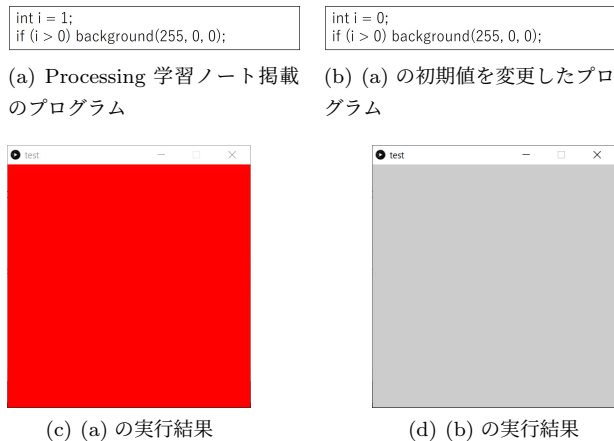 int i = 1;
if (i > 0) background(255, 0, 0);
(a) Processing 学習ノート掲載
のプログラム
int i = 0;
if (i > 0) background(255, 0, 0);
(b) (a) の初期値を変更したプロ
グラム
test
(c) (a) の実行結果
test
(d) (b) の実行結果